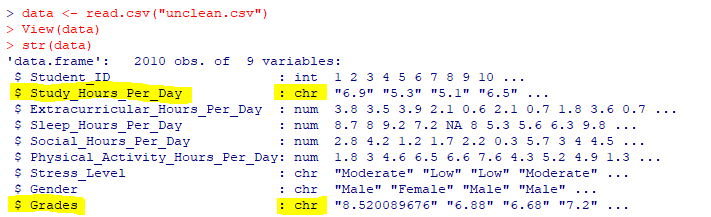 > data <- read.csv("unclean.csv")
> View(data)
> str(data)
'data.frame': 2010 obs. of 9 variables:
$ Student_ID : int 1 2 3 4 5 6 7 8 9 10 ...
$ Study_Hours_Per_Day : chr "6.9" "5.3" "5.1" "6.5" ...
$ Extracurricular_Hours_Per_Day : num 3.8 3.5 3.9 2.1 0.6 2.1 0.7 1.8 3.6 0.7 ...
$ Sleep_Hours_Per_Day : num 8.7 8 9.2 7.2 NA 8 5.3 5.6 6.3 9.8 ...
$ Social_Hours_Per_Day : num 2.8 4.2 1.2 1.7 2.2 0.3 5.7 3 4 4.5 ...
$ Physical_Activity_Hours_Per_Day: num 1.8 3 4.6 6.5 6.6 7.6 4.3 5.2 4.9 1.3 ...
$ Stress_Level : chr "Moderate" "Low" "Low" "Moderate" ...
$ Gender : chr "Male" "Female" "Male" "Male" ...
$ Grades : chr "8.520089676" "6.88" "6.68" "7.2" ...